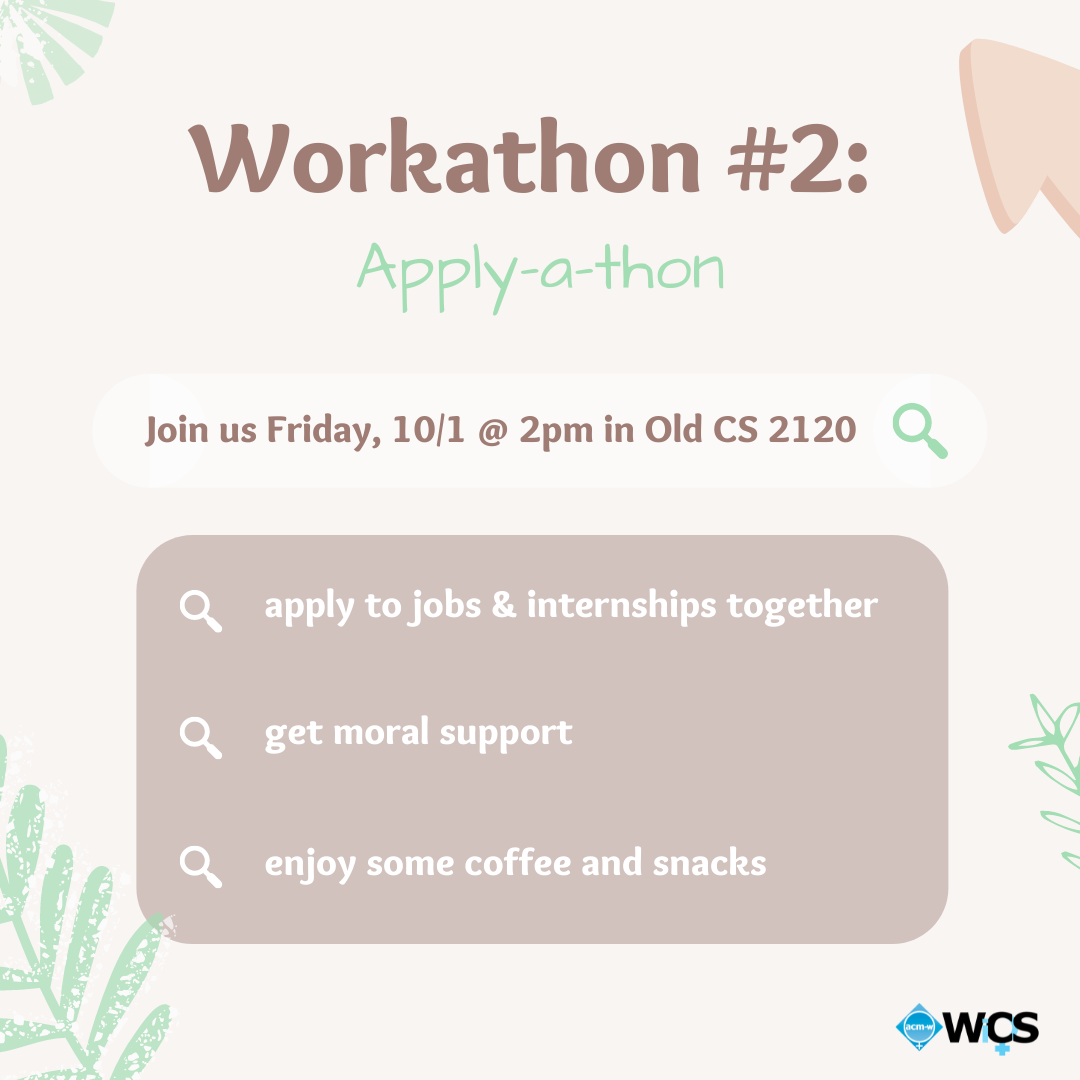 Workathon #2:
Apply-a-thon
Join us Friday, 10/1 @ 2pm in Old CS 2120
apply to jobs & internships together
get moral support
enjoy some coffee and snacks
acm-w WiCS